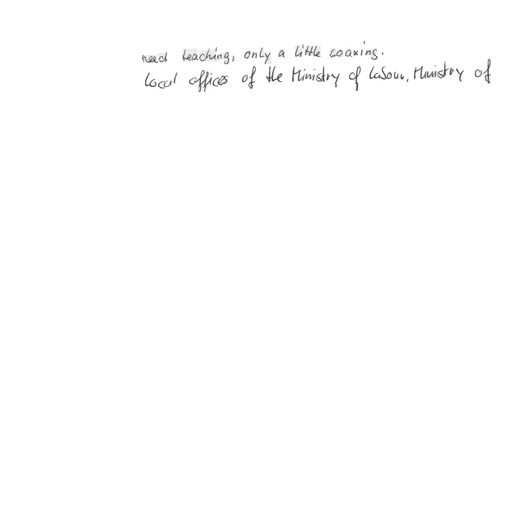 need teaching, only a little coaxing.
Local offices of the Ministry of Labour, Ministry of